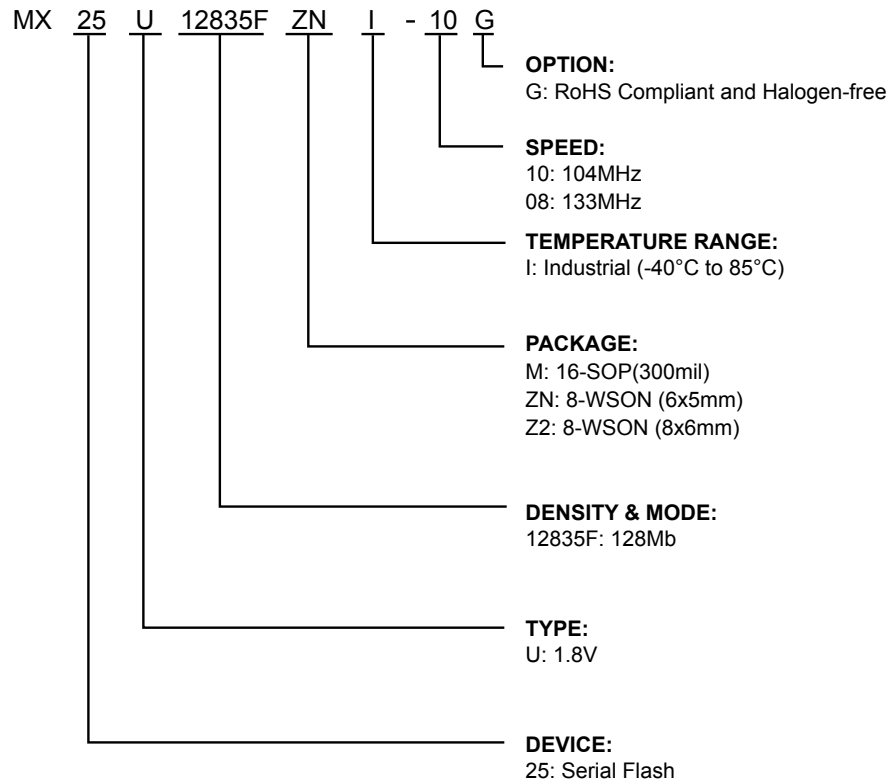 MX 25 U 12835F ZN I - 10 G
OPTION:
G: RoHS Compliant and Halogen-free
SPEED:
10: 104MHz
08: 133MHz
TEMPERATURE RANGE:
I: Industrial (-40°C to 85°C)
PACKAGE:
M: 16-SOP(300mil)
ZN: 8-WSON (6x5mm)
Z2: 8-WSON (8x6mm)
DENSITY & MODE:
12835F: 128Mb
TYPE:
U: 1.8V
DEVICE:
25: Serial Flash